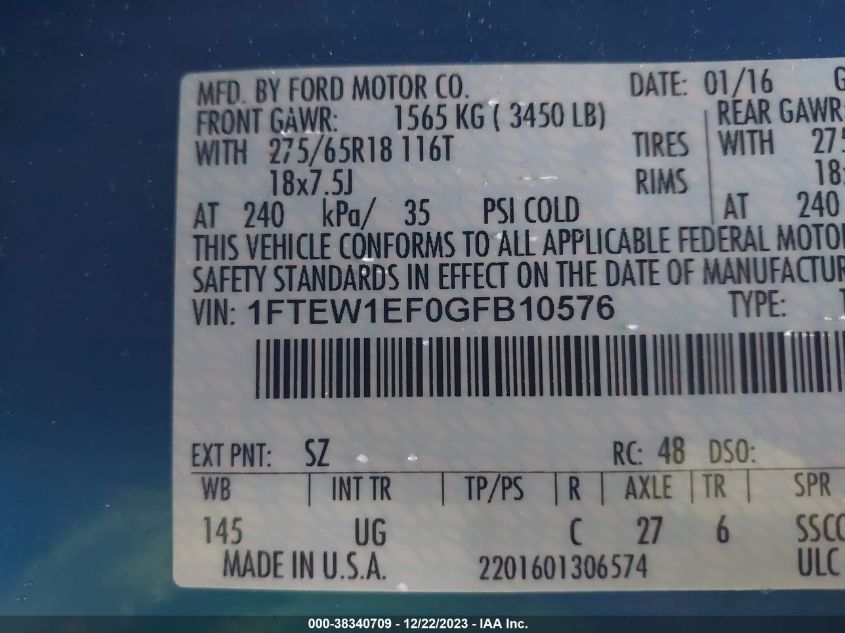 MFD. BY FORD MOTOR CO. DATE: 01/16 G
FRONT GAWR: 1565 KG ( 3450 LB) REAR GAWR:
WITH 275/65R18 116T TIRES WITH 275
18x7.5J RIMS 18x
AT 240 kPa/ 35 PSI COLD AT 240
THIS VEHICLE CONFORMS TO ALL APPLICABLE FEDERAL MOTOR
SAFETY STANDARDS IN EFFECT ON THE DATE OF MANUFACTUR
VIN: 1FTEW1EF0GFB10576 TYPE: T
EXT PNT: SZ RC: 48 DSO:
WB INT TR TP/PS R AXLE TR SPR
145 UG C 27 6 SSCC
MADE IN U.S.A. 2201601306574 ULC
000-38340709 - 12/22/2023 - IAA Inc.